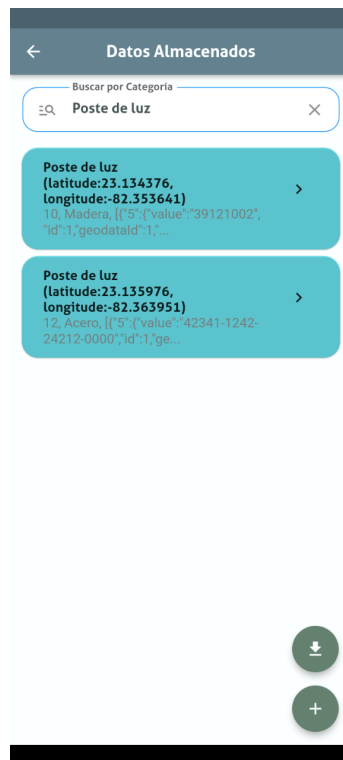 Datos Almacenados
Buscar por Categoria
Poste de luz
Poste de luz
(latitude:23.134376,
longitude:-82.353641)
10, Madera, [{"5":{"value":"39121002",
"id":1,"geodataId":1,"...
Poste de luz
(latitude:23.135976,
longitude:-82.363951)
12, Acero, [{"5":{"value":"42341-1242-
24212-0000","id":1,"ge...